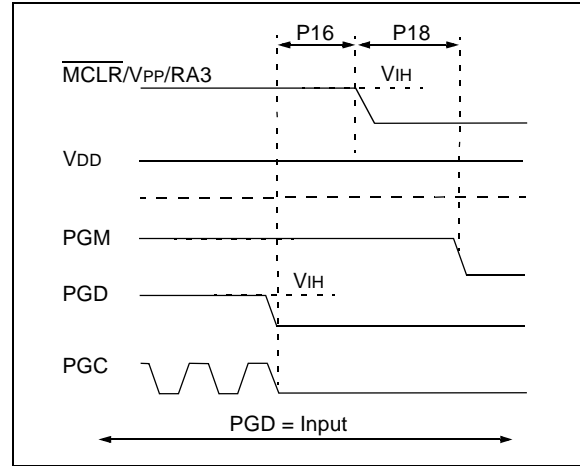 P16 P18
MCLR/VPP/RA3 VIH
VDD
PGM
PGD VIH
PGC
PGD = Input